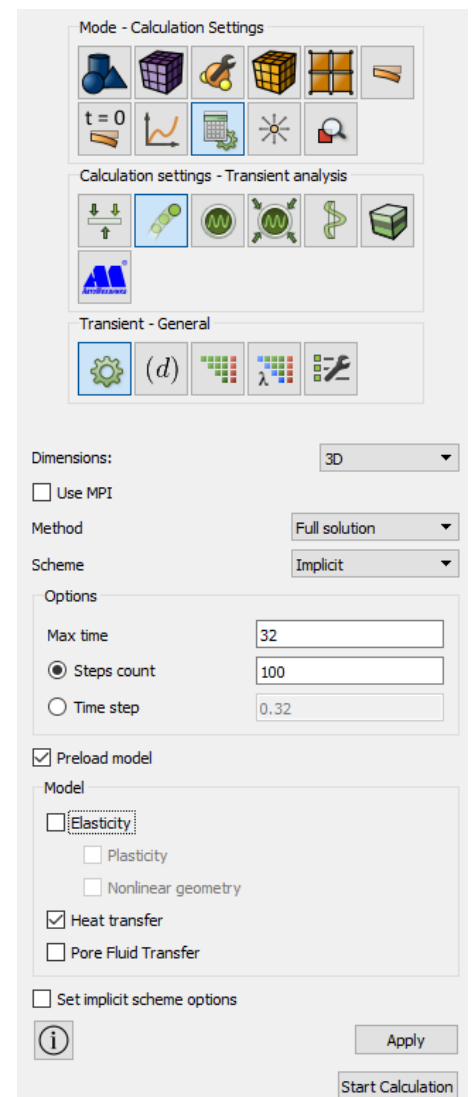 Mode - Calculation Settings
t = 0
Calculation settings - Transient analysis
Transient - General
(d)
λ
Dimensions: 3D
Use MPI
Method Full solution
Scheme Implicit
Options
Max time 32
Steps count 100
Time step 0.32
Preload model
Model
Elasticity
Plasticity
Nonlinear geometry
Heat transfer
Pore Fluid Transfer
Set implicit scheme options
i Apply
Start Calculation